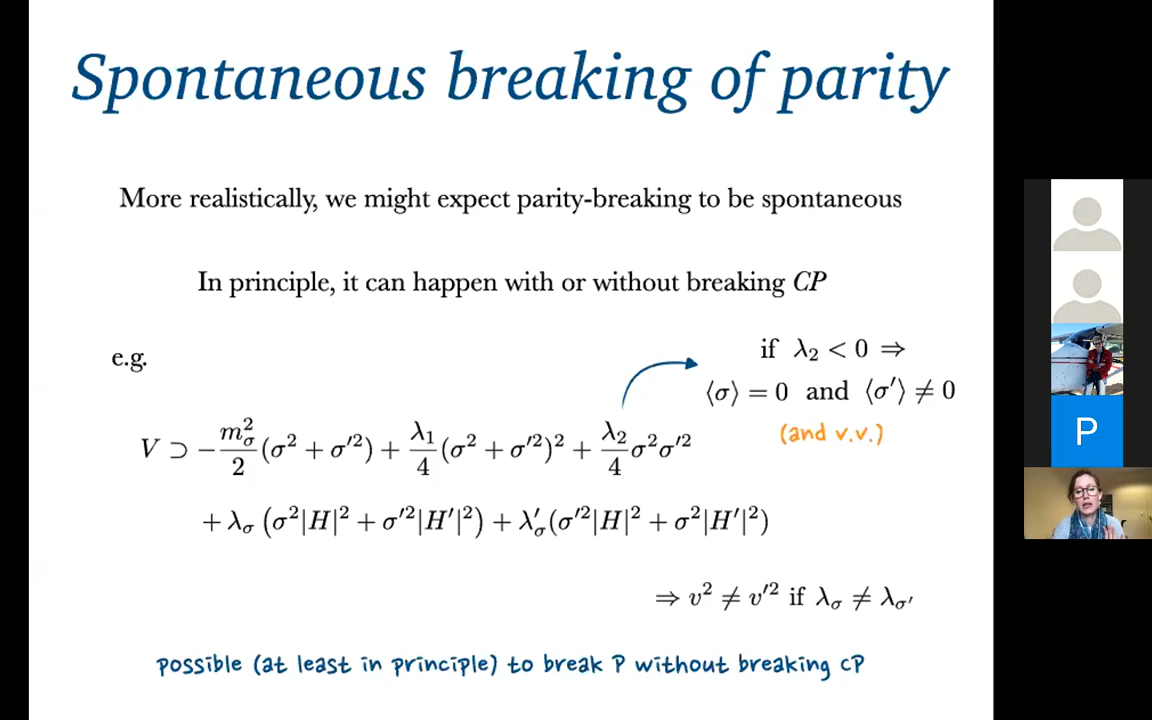 Spontaneous breaking of parity
More realistically, we might expect parity-breaking to be spontaneous
In principle, it can happen with or without breaking CP
e.g.
if λ₂ < 0 ⇒
⟨σ⟩ = 0 and ⟨σ′⟩ ≠ 0
(and v.v.)
V ⊃ −m_σ²/2 (σ² + σ′²) + λ₁/4 (σ² + σ′²)² + λ₂/4 σ²σ′²
+ λ_σ (σ²|H|² + σ′²|H′|²) + λ′_σ (σ′²|H|² + σ²|H′|²)
⇒ v² ≠ v′² if λ_σ ≠ λ_σ′
possible (at least in principle) to break P without breaking CP
P